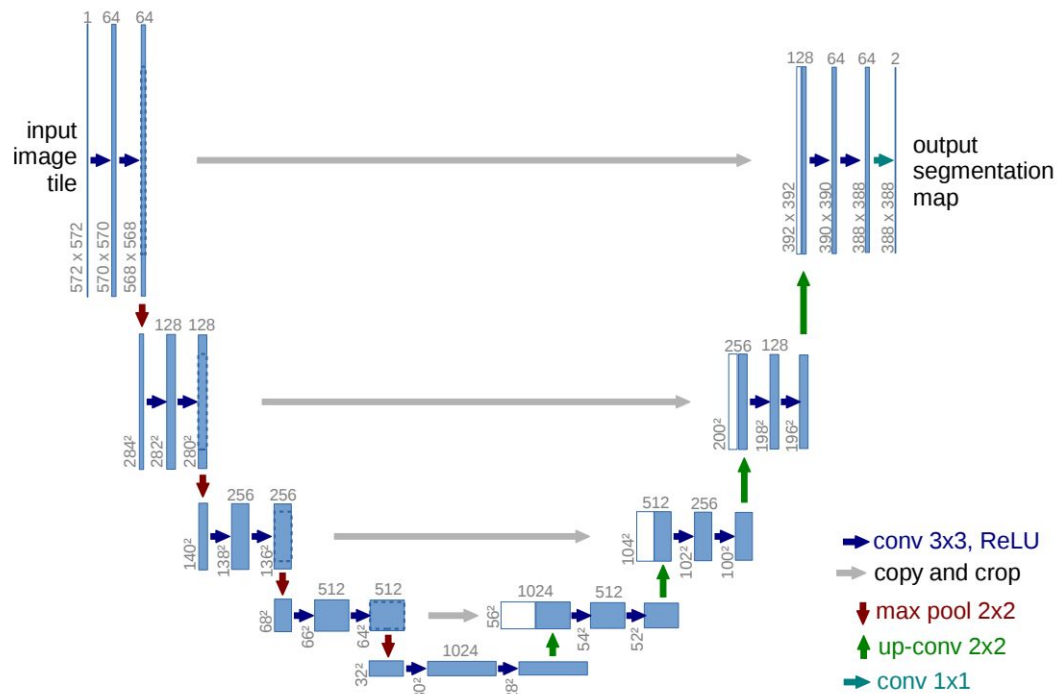 1
64
64
128
64
64
2
input
image
tile
output
segmentation
map
572 x 572
570 x 570
568 x 568
392 x 392
390 x 390
388 x 388
388 x 388
128
128
256
128
284²
282²
280²
200²
198²
196²
256
256
512
256
140²
138²
136²
104²
102²
100²
conv 3x3, ReLU
copy and crop
max pool 2x2
up-conv 2x2
conv 1x1
512
512
1024
512
68²
66²
64²
56²
54²
52²
1024
32²
30²
28²